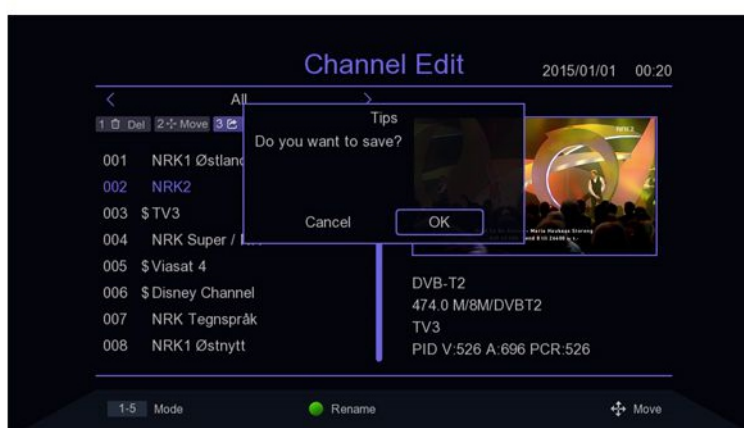 Channel Edit
2015/01/01 00:20
All
1 Del 2 Move 3
Tips
Do you want to save?
Cancel OK
001 NRK1 Østland
002 NRK2
003 $ TV3
004 NRK Super /
005 $ Viasat 4
006 $ Disney Channel
007 NRK Tegnspråk
008 NRK1 Østnytt
NRK2
DVB-T2
474.0 M/8M/DVBT2
TV3
PID V:526 A:696 PCR:526
1-5 Mode
Rename
Move